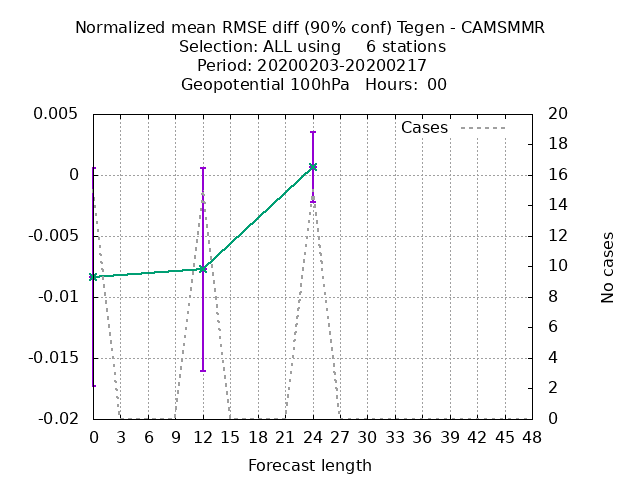 Normalized mean RMSE diff (90% conf) Tegen - CAMSMMR
Selection: ALL using     6 stations
Period: 20200203-20200217
Geopotential 100hPa   Hours:  00
0.005
0
-0.005
-0.01
-0.015
-0.02
Cases
20
18
16
14
12
10
8
6
4
2
0
No cases
0 3 6 9 12 15 18 21 24 27 30 33 36 39 42 45 48
Forecast length